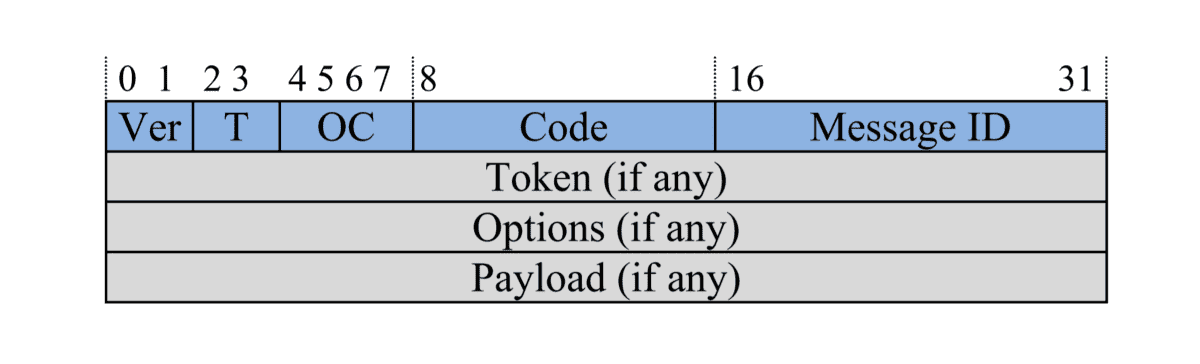 0 1 2 3 4 5 6 7 8 16 31
Ver T OC Code Message ID
Token (if any)
Options (if any)
Payload (if any)